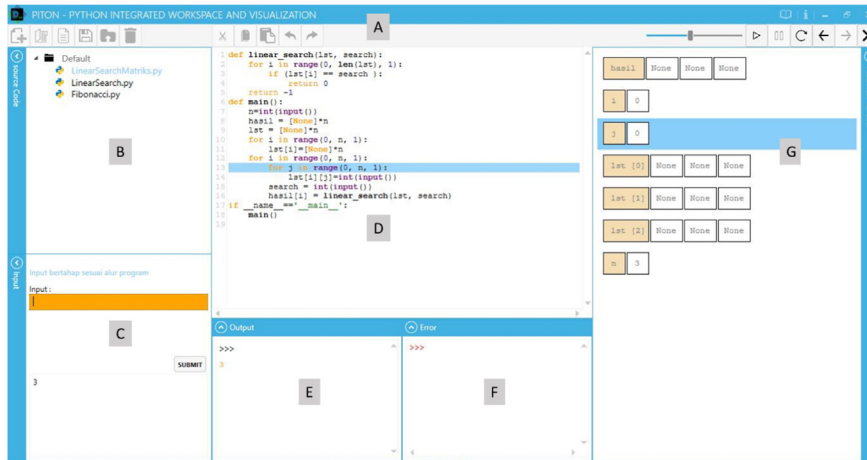 PITON - PYTHON INTEGRATED WORKSPACE AND VISUALIZATION
A
source Code
Default
LinearSearchMatriks.py
LinearSearch.py
Fibonacci.py
B
Input
Input bertahap sesuai alur program
Input :
C
SUBMIT
3
1 def linear_search(lst, search):
2 for i in range(0, len(lst), 1):
3 if (lst[i] == search ):
4 return 0
5 return -1
6 def main():
7 n=int(input())
8 hasil = [None]*n
9 lst = [None]*n
10 for i in range(0, n, 1):
11 lst[i]=[None]*n
12 for i in range(0, n, 1):
13 for j in range(0, n, 1):
14 lst[i][j]=int(input())
15 search = int(input())
16 hasil[i] = linear_search(lst, search)
17 if __name__=='__main__':
18 main()
19
D
Output
>>>
3
E
Error
>>>
F
hasil None None None
i 0
j 0
G
lst [0] None None None
lst [1] None None None
lst [2] None None None
n 3